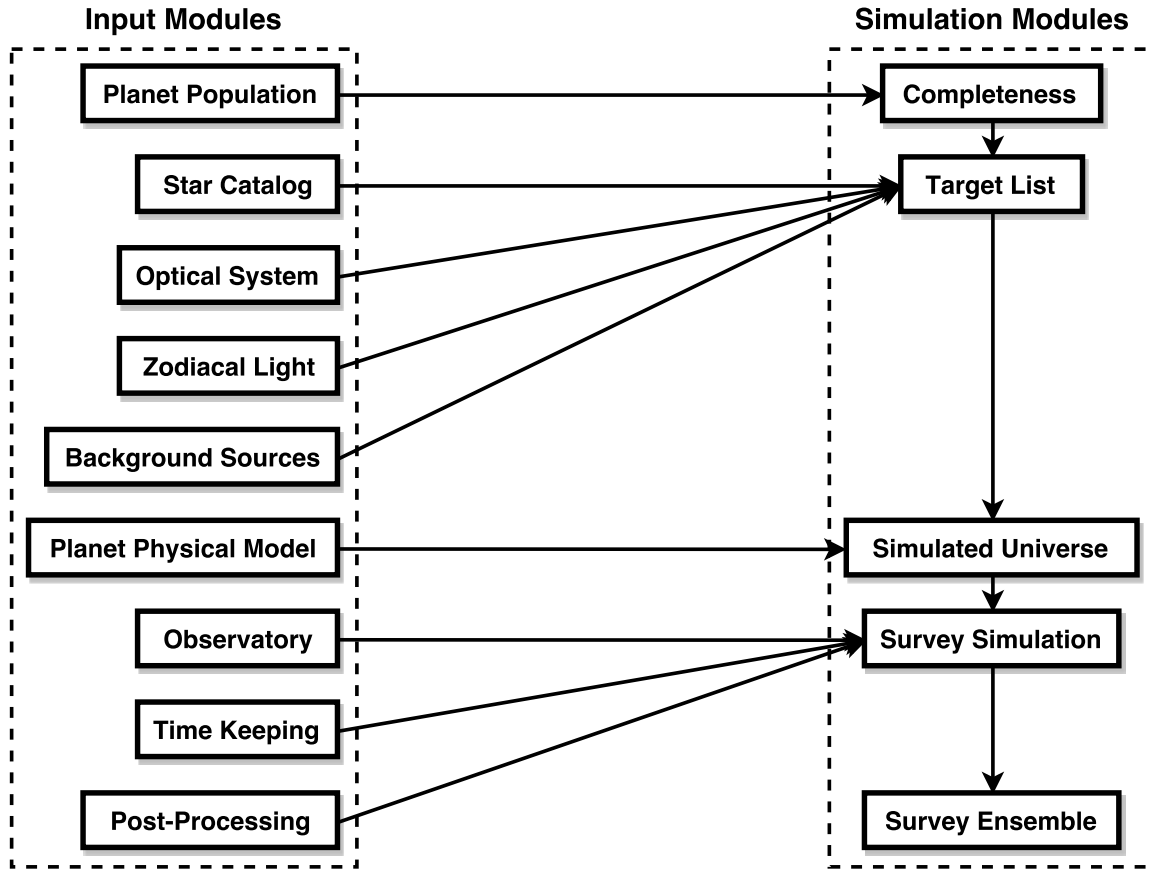 Input Modules
Simulation Modules
Planet Population
Completeness
Star Catalog
Target List
Optical System
Zodiacal Light
Background Sources
Planet Physical Model
Simulated Universe
Observatory
Survey Simulation
Time Keeping
Post-Processing
Survey Ensemble